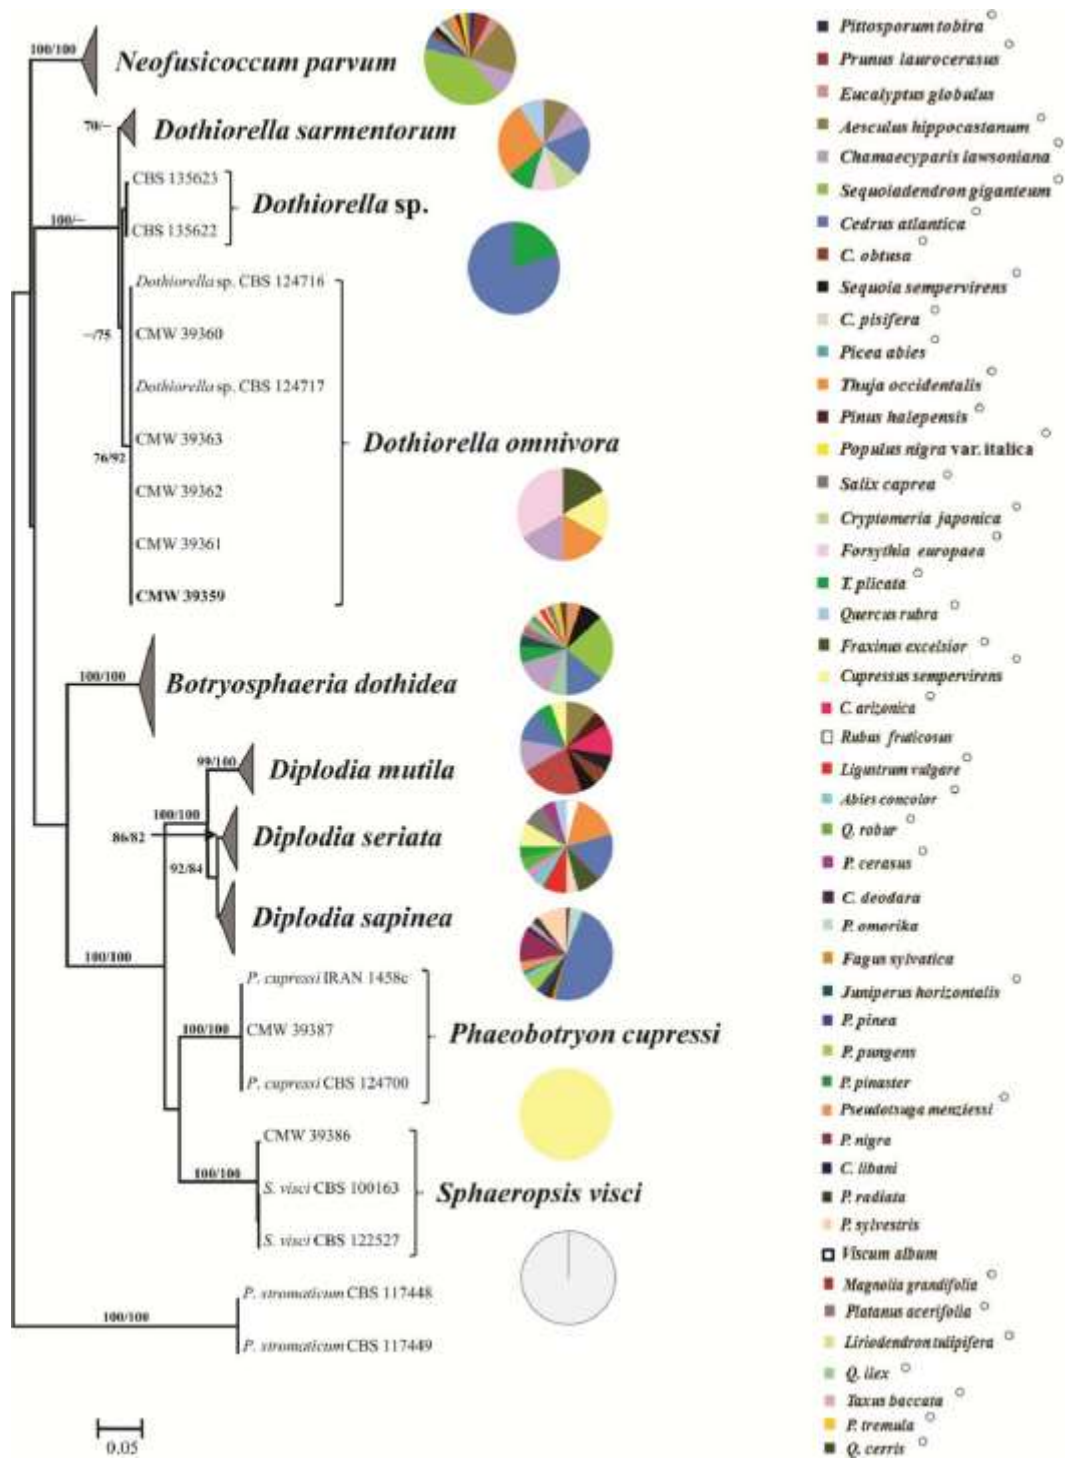 100/100
Neofusicoccum parvum
70/–
Dothiorella sarmentorum
CBS 135623
Dothiorella sp.
100/–
CBS 135622
Dothiorella sp. CBS 124716
–/75
CMW 39360
Dothiorella sp. CBS 124717
CMW 39363
Dothiorella omnivora
76/92
CMW 39362
CMW 39361
CMW 39359
100/100
Botryosphaeria dothidea
99/100
Diplodia mutila
100/100
86/82
Diplodia seriata
92/84
Diplodia sapinea
100/100
P. cupressi IRAN 1458c
100/100
CMW 39387
Phaeobotryon cupressi
P. cupressi CBS 124700
CMW 39386
100/100
S. visci CBS 100163
Sphaeropsis visci
S. visci CBS 122527
P. stromaticum CBS 117448
100/100
P. stromaticum CBS 117449
0.05
Pittosporum tobira
Prunus laurocerasus
Eucalyptus globulus
Aesculus hippocastanum
Chamaecyparis lawsoniana
Sequoiadendron giganteum
Cedrus atlantica
C. obtusa
Sequoia sempervirens
C. pisifera
Picea abies
Thuja occidentalis
Pinus halepensis
Populus nigra var. italica
Salix caprea
Cryptomeria japonica
Forsythia europaea
T. plicata
Quercus rubra
Fraxinus excelsior
Cupressus sempervirens
C. arizonica
Rubus fruticosus
Ligustrum vulgare
Abies concolor
Q. robur
P. cerasus
C. deodara
P. omorika
Fagus sylvatica
Juniperus horizontalis
P. pinea
P. pungens
P. pinaster
Pseudotsuga menziessi
P. nigra
C. libani
P. radiata
P. sylvestris
Viscum album
Magnolia grandifolia
Platanus acerifolia
Liriodendron tulipifera
Q. ilex
Taxus baccata
P. tremula
Q. cerris